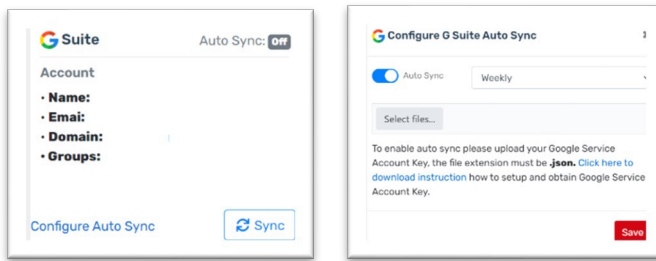 G Suite
Auto Sync: Off
Account
· Name:
· Emai:
· Domain:
· Groups:
Configure Auto Sync
Sync
Configure G Suite Auto Sync
Auto Sync
Weekly
Select files...
To enable auto sync please upload your Google Service
Account Key, the file extension must be .json. Click here to
download instruction how to setup and obtain Google Service
Account Key.
Save